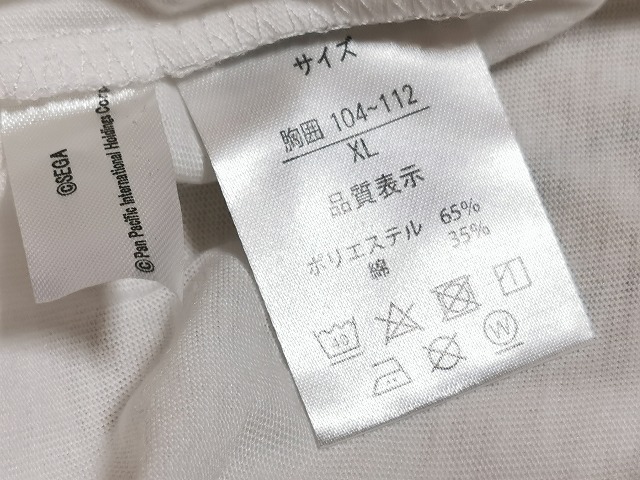 サイズ
胸囲 104~112
XL
品質表示
ポリエステル 65%
綿 35%
40
W
©SEGA
©Pan Pacific International Holdings Corp